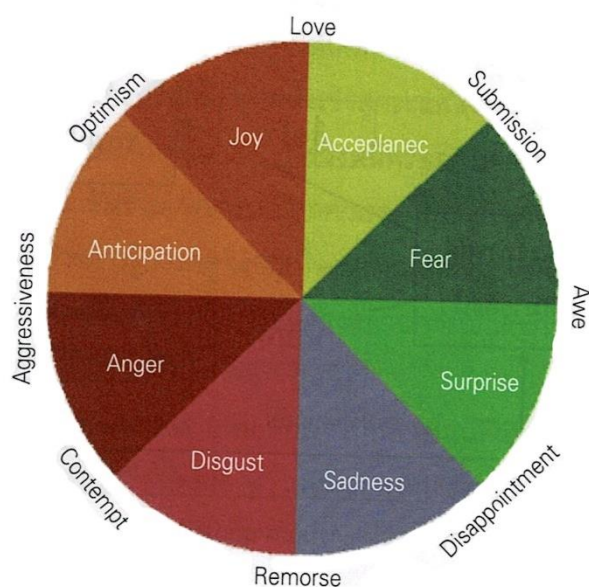 Love
Optimism
Submission
Joy
Acceplanec
Anticipation
Fear
Aggressiveness
Awe
Anger
Surprise
Disgust
Sadness
Contempt
Disappointment
Remorse